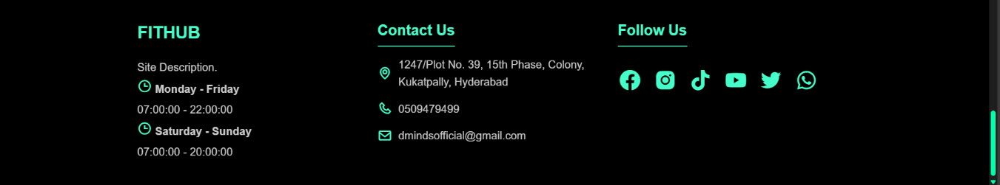 FITHUB
Site Description.
Monday - Friday
07:00:00 - 22:00:00
Saturday - Sunday
07:00:00 - 20:00:00
Contact Us
1247/Plot No. 39, 15th Phase, Colony,
Kukatpally, Hyderabad
0509479499
dmindsofficial@gmail.com
Follow Us